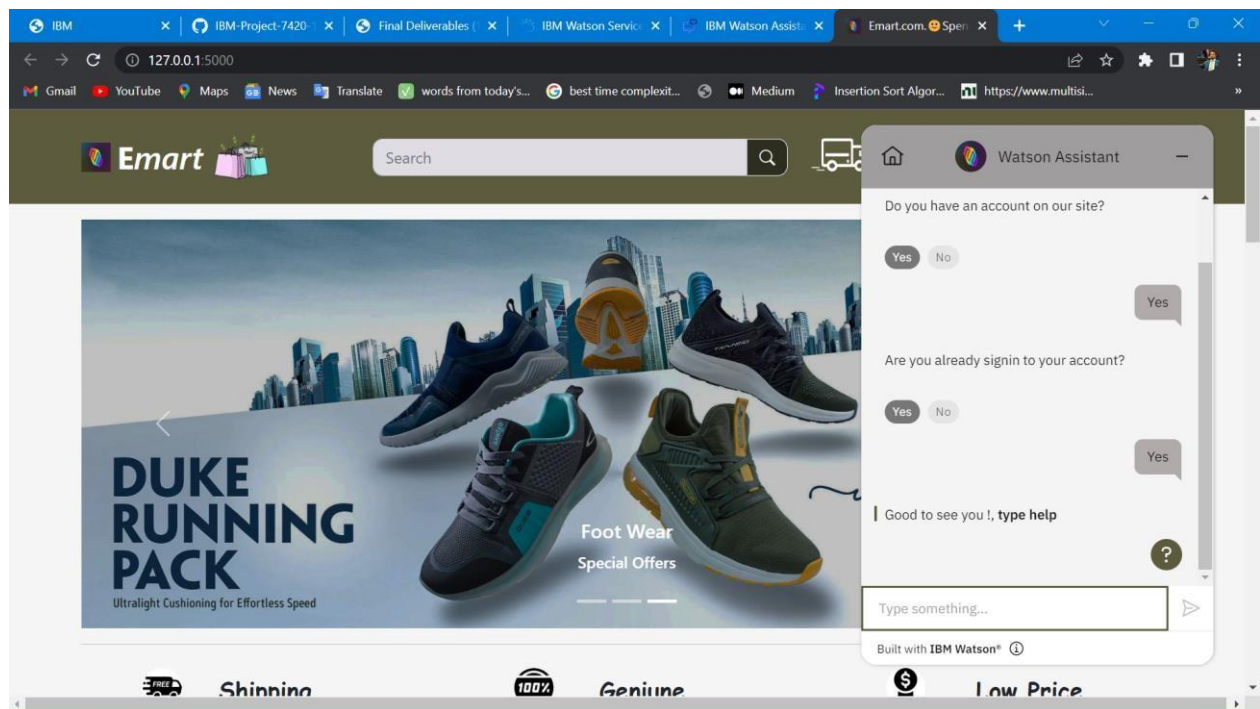 IBM
IBM-Project-7420-
Final Deliverables (
IBM Watson Servic
IBM Watson Assist
Emart.com. Spen
127.0.0.1:5000
Gmail
YouTube
Maps
News
Translate
words from today's...
best time complexit...
Medium
Insertion Sort Algor...
https://www.multisi...
Emart
Search
DUKE
RUNNING
PACK
Ultralight Cushioning for Effortless Speed
Foot Wear
Special Offers
Watson Assistant
Do you have an account on our site?
Yes No
Yes
Are you already signin to your account?
Yes No
Yes
Good to see you !, type help
?
Type something...
Built with IBM Watson®
FREE Shipping
100% Geniune
$ Low Price